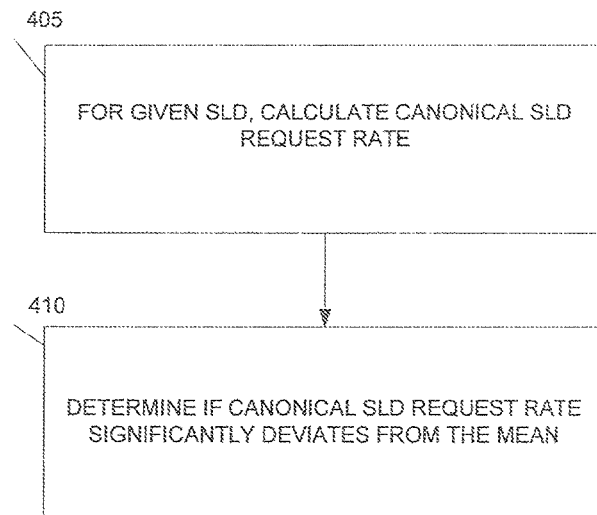 405
FOR GIVEN SLD, CALCULATE CANONICAL SLD
REQUEST RATE
410
DETERMINE IF CANONICAL SLD REQUEST RATE
SIGNIFICANTLY DEVIATES FROM THE MEAN